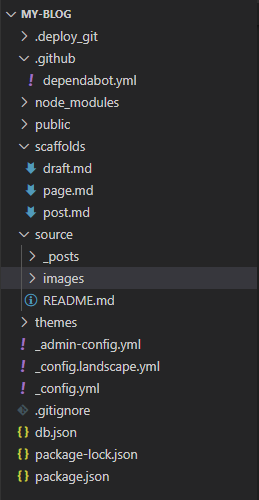 MY-BLOG
.deploy_git
.github
dependabot.yml
node_modules
public
scaffolds
draft.md
page.md
post.md
source
_posts
images
README.md
themes
_admin-config.yml
_config.landscape.yml
_config.yml
.gitignore
db.json
package-lock.json
package.json